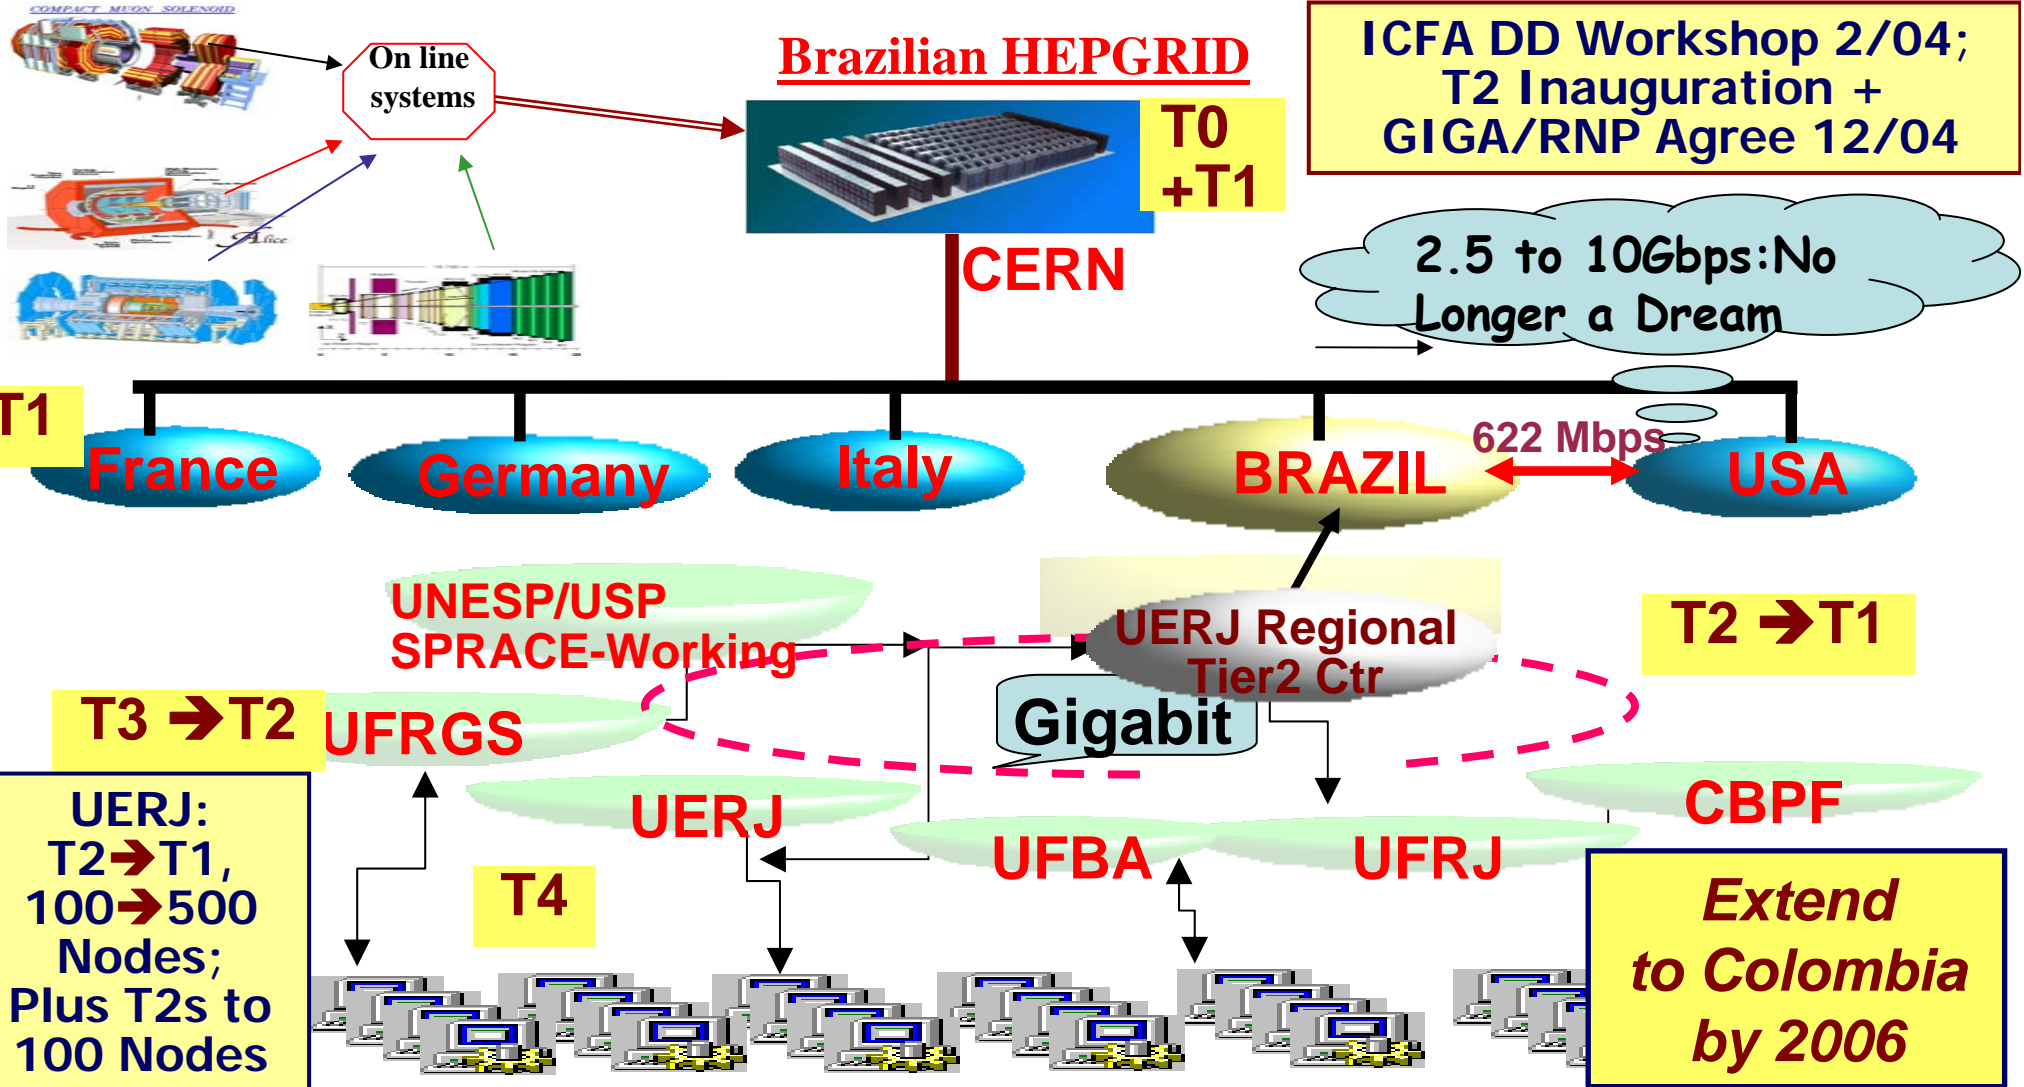 COMPACT MUON SOLENOID
On line
systems
Brazilian HEPGRID
ICFA DD Workshop 2/04;
T2 Inauguration +
GIGA/RNP Agree 12/04
T0
+T1
CERN
2.5 to 10Gbps:No
Longer a Dream
Alice
T1
France
Germany
Italy
BRAZIL
622 Mbps
USA
UNESP/USP
SPRACE-Working
UERJ Regional
Tier2 Ctr
T2 ➔T1
T3 ➔T2
UFRGS
Gigabit
UERJ
UFBA
UFRJ
CBPF
UERJ:
T2➔T1,
100➔500
Nodes;
Plus T2s to
100 Nodes
T4
Extend
to Colombia
by 2006